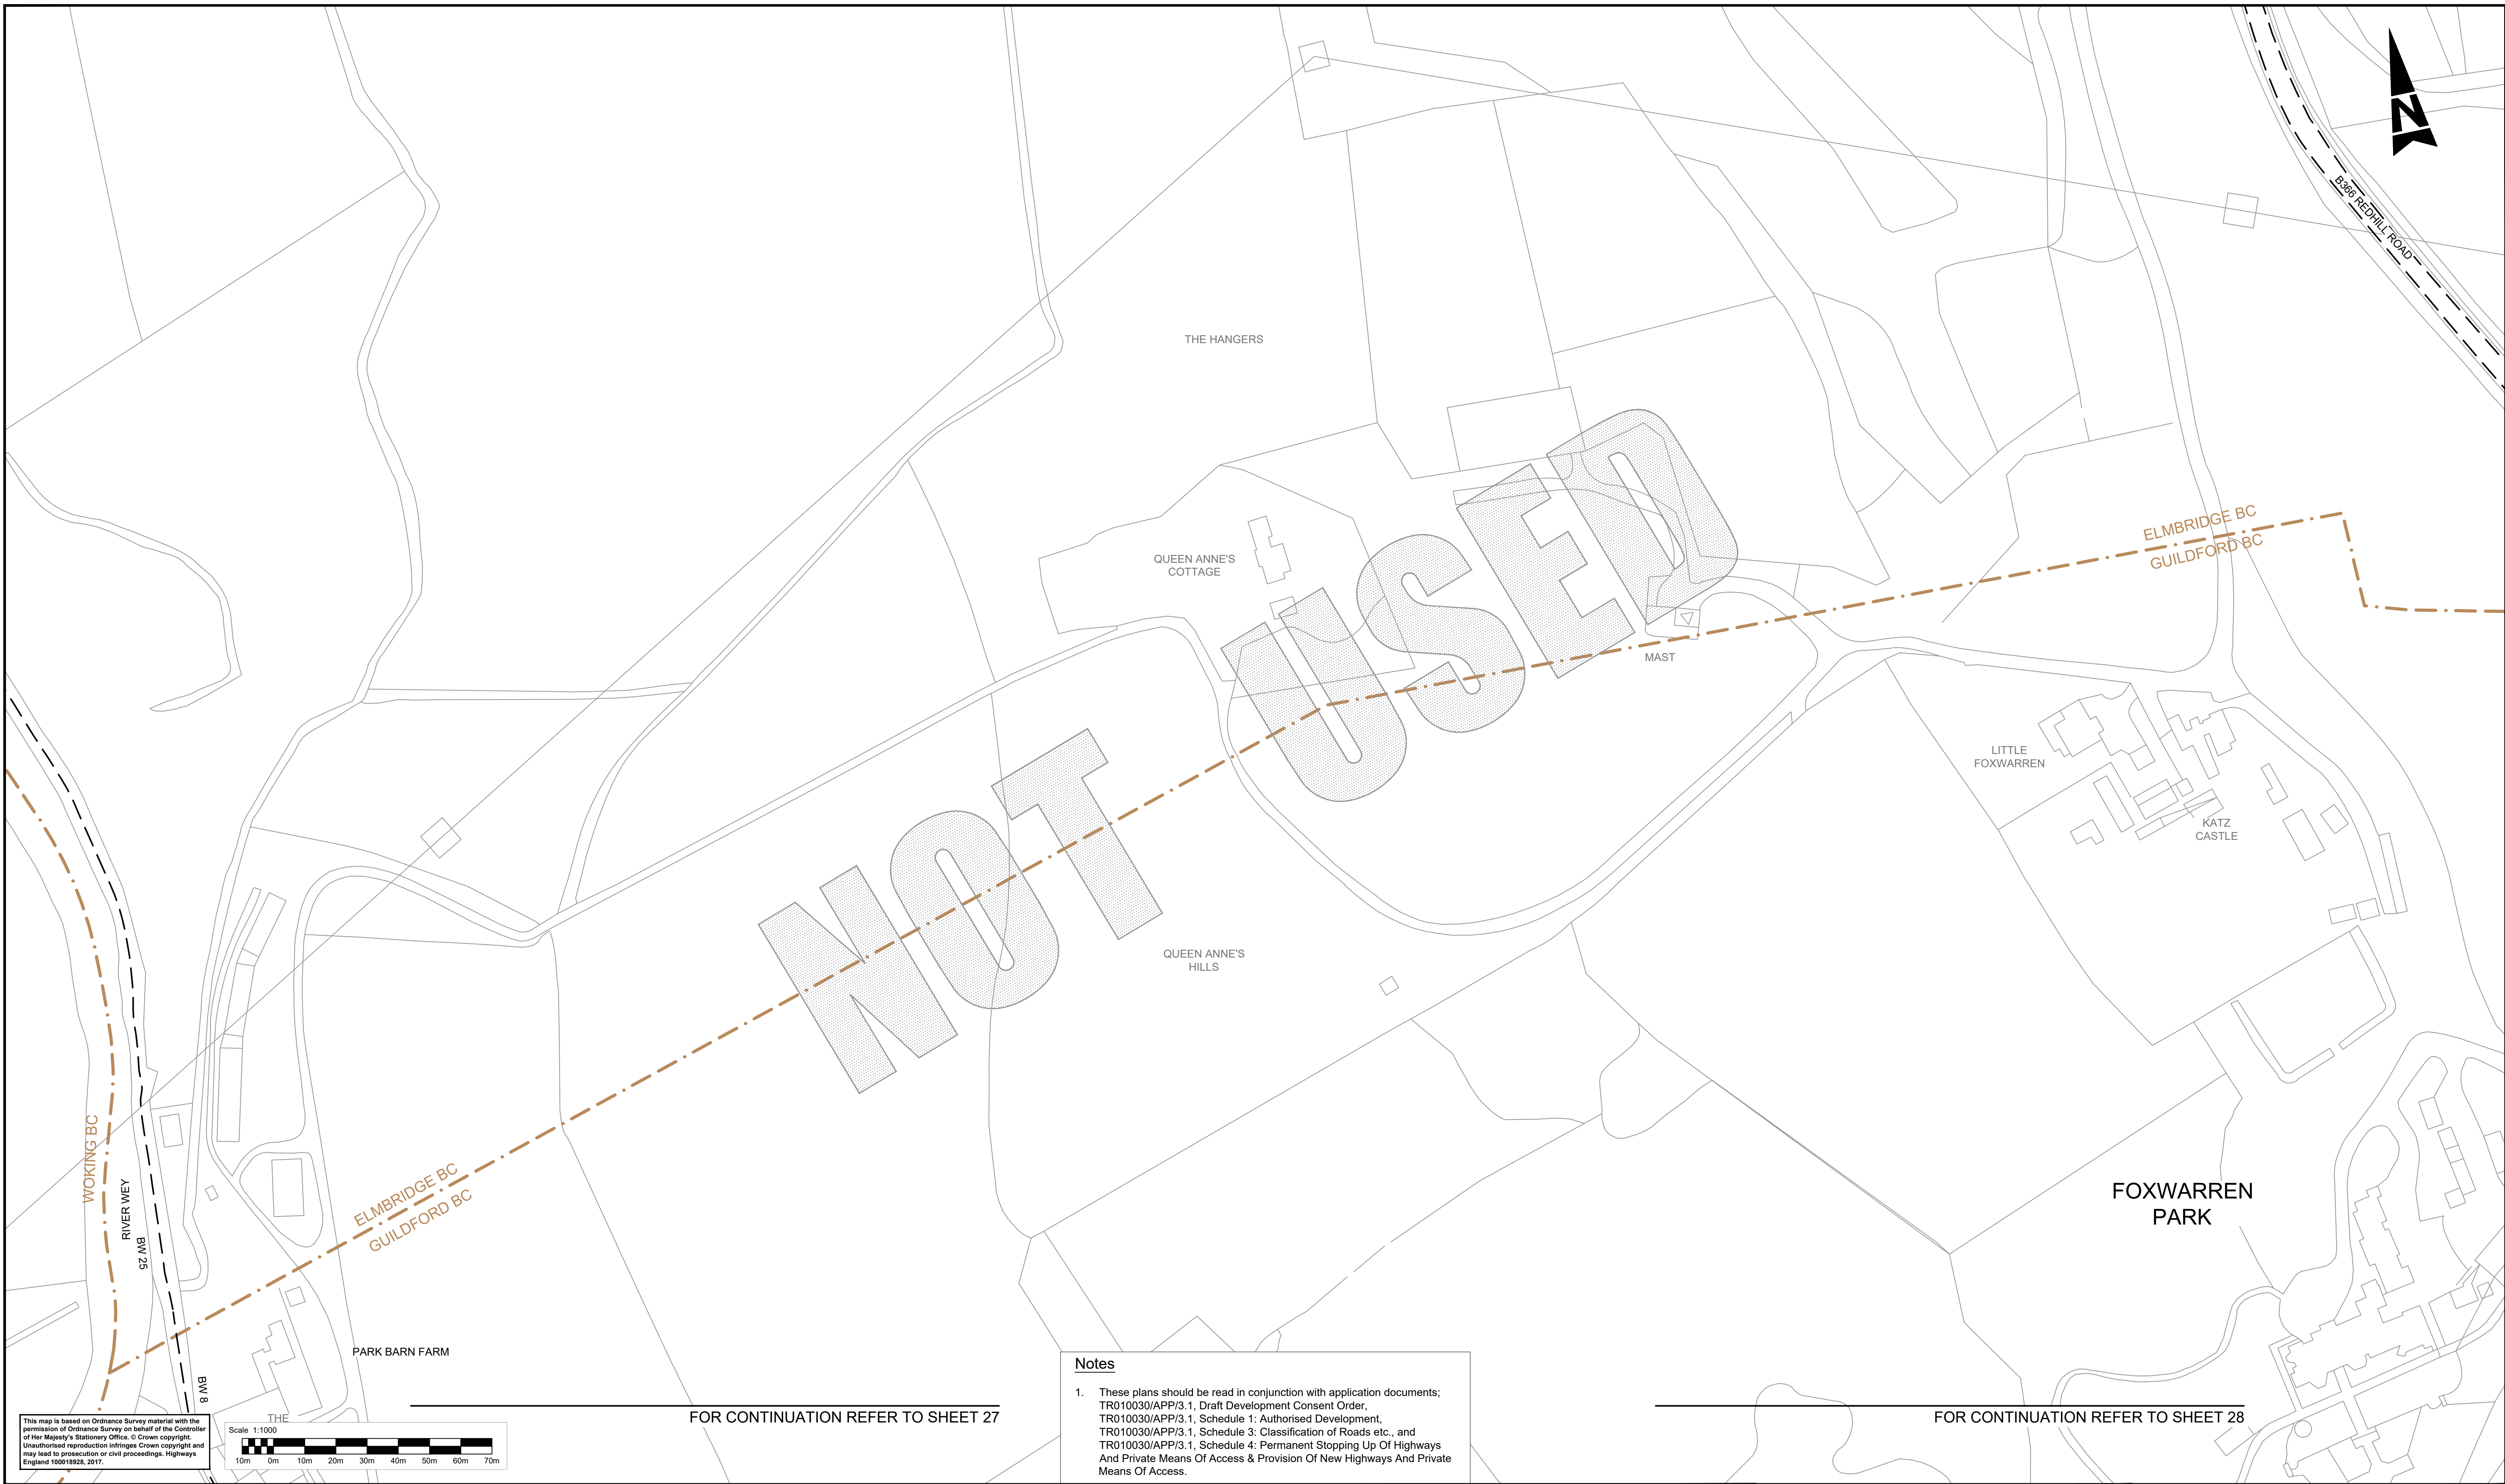 N
B366 REDHILL ROAD
THE HANGERS
QUEEN ANNE'S
COTTAGE
ELMBRIDGE BC
GUILDFORD BC
NOT USED
MAST
LITTLE
FOXWARREN
KATZ
CASTLE
QUEEN ANNE'S
HILLS
WOKING BC
RIVER WEY
BW 25
ELMBRIDGE BC
GUILDFORD BC
FOXWARREN
PARK
PARK BARN FARM
BW 8
THE
This map is based on Ordnance Survey material with the
permission of Ordnance Survey on behalf of the Controller
of Her Majesty's Stationery Office. © Crown copyright.
Unauthorised reproduction infringes Crown copyright and
may lead to prosecution or civil proceedings. Highways
England 100018928, 2017.
Scale 1:1000
10m 0m 10m 20m 30m 40m 50m 60m 70m
FOR CONTINUATION REFER TO SHEET 27
Notes
1. These plans should be read in conjunction with application documents;
TR010030/APP/3.1, Draft Development Consent Order,
TR010030/APP/3.1, Schedule 1: Authorised Development,
TR010030/APP/3.1, Schedule 3: Classification of Roads etc., and
TR010030/APP/3.1, Schedule 4: Permanent Stopping Up Of Highways
And Private Means Of Access & Provision Of New Highways And Private
Means Of Access.
FOR CONTINUATION REFER TO SHEET 28